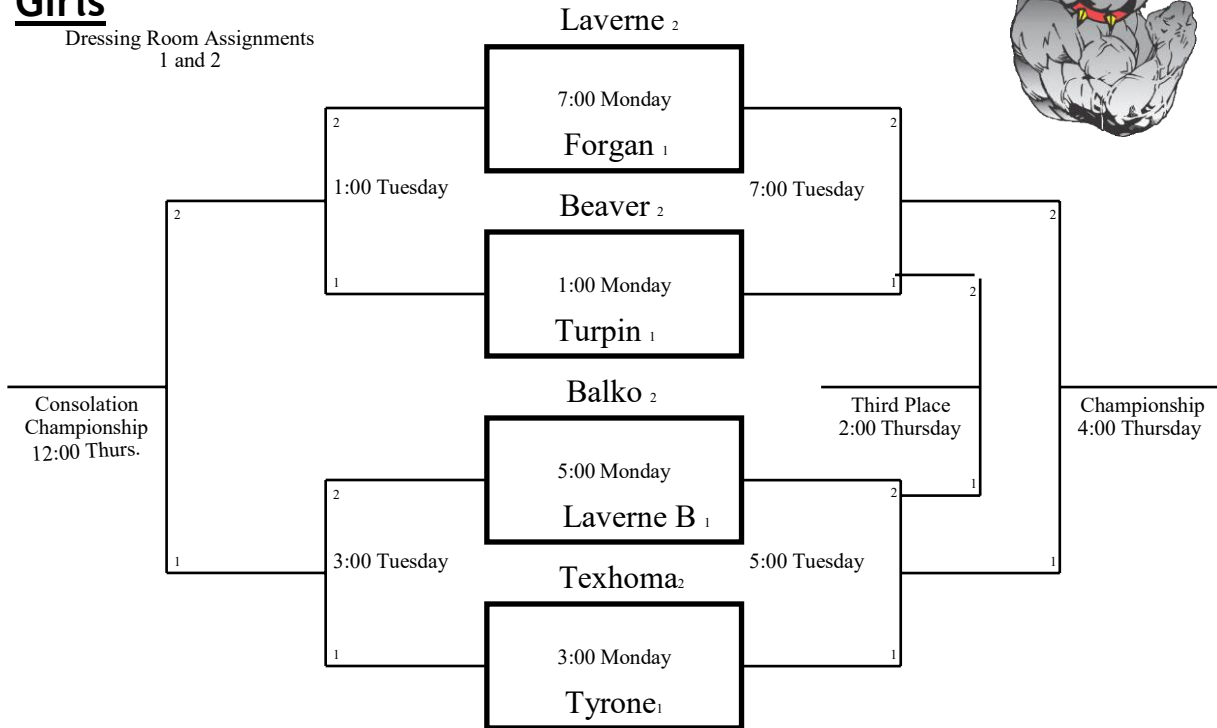 Girls
Dressing Room Assignments
1 and 2
Laverne 2
7:00 Monday
Forgan 1
2
2
1:00 Tuesday
7:00 Tuesday
Beaver 2
2
2
1:00 Monday
1
1
2
Turpin 1
Balko 2
Consolation
Championship
12:00 Thurs.
Third Place
2:00 Thursday
Championship
4:00 Thursday
5:00 Monday
1
2
2
Laverne B 1
3:00 Tuesday
5:00 Tuesday
1
1
Texhoma2
3:00 Monday
1
1
Tyrone1